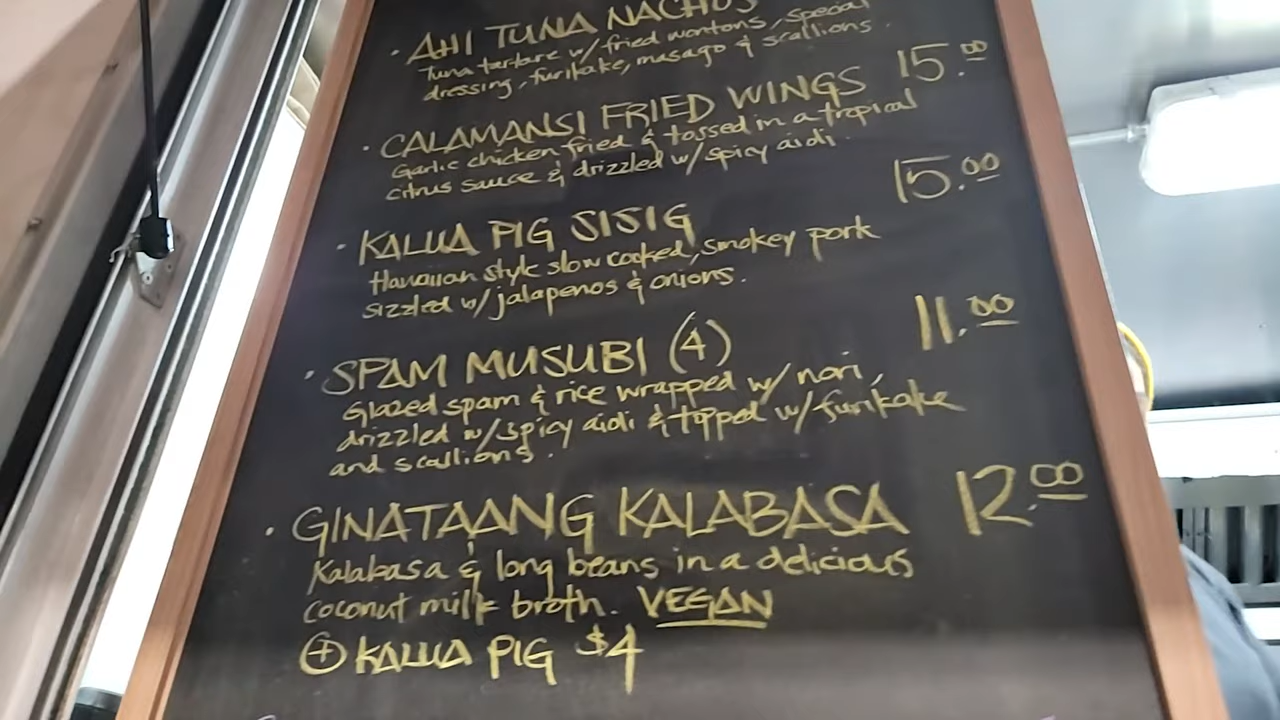 · AHI TUNA NACHOS
Tuna tartare w/ fried wontons, special
dressing, furikake, masago & scallions.
· CALAMANSI FRIED WINGS 15.00
Garlic chicken fried & tossed in a tropical
citrus sauce & drizzled w/ spicy aioli.
· KALUA PIG SISIG 15.00
Hawaiian style slow cooked, smokey pork
sizzled w/ jalapenos & onions.
· SPAM MUSUBI (4) 11.00
Glazed spam & rice wrapped w/ nori,
drizzled w/ spicy aioli & topped w/ furikake
and scallions.
· GINATAANG KALABASA 12.00
Kalabasa & long beans in a delicious
coconut milk broth. VEGAN
⊕ KALUA PIG $4